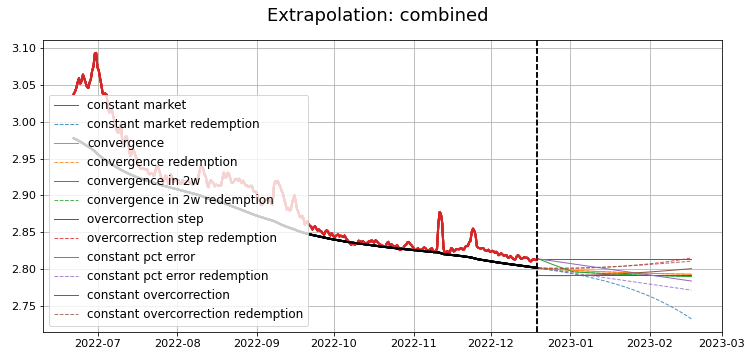 Extrapolation: combined
3.10
3.05
3.00
2.95
2.90
2.85
2.80
2.75
constant market
constant market redemption
convergence
convergence redemption
convergence in 2w
convergence in 2w redemption
overcorrection step
overcorrection step redemption
constant pct error
constant pct error redemption
constant overcorrection
constant overcorrection redemption
2022-07
2022-08
2022-09
2022-10
2022-11
2022-12
2023-01
2023-02
2023-03